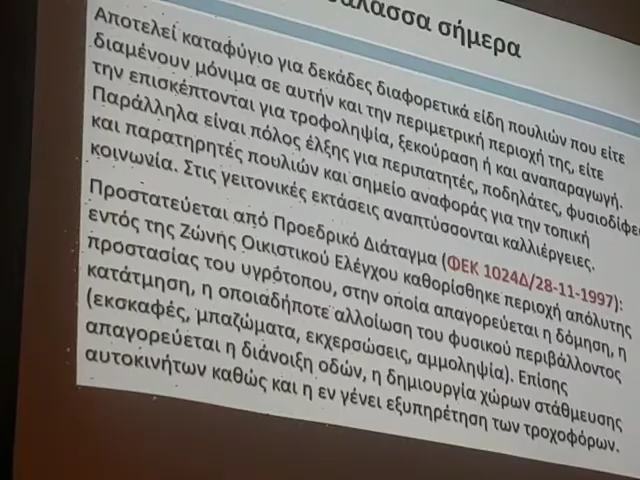 σήμερα
Αποτελεί καταφύγιο για δεκάδες διαφορετικά είδη πουλιών που είτε
διαμένουν μόνιμα σε αυτήν και την περιμετρική περιοχή της, είτε
την επισκέπτονται για τροφοληψία, ξεκούραση ή και αναπαραγωγή.
Παράλληλα είναι πόλος έλξης για περιπατητές, ποδηλάτες, φυσιοδίφες
και παρατηρητές πουλιών και σημείο αναφοράς για την τοπική
κοινωνία. Στις γειτονικές εκτάσεις αναπτύσσονται καλλιέργειες.
Προστατεύεται από Προεδρικό Διάταγμα (ΦΕΚ 1024Δ/28-11-1997):
εντός της Ζώνής Οικιστικού Ελέγχου καθορίσθηκε περιοχή απόλυτης
προστασίας του υγρότοπου, στην οποία απαγορεύεται η δόμηση, η
κατάτμηση, η οποιαδήποτε αλλοίωση του φυσικού περιβάλλοντος
(εκσκαφές, μπαζώματα, εκχερσώσεις, αμμοληψία). Επίσης
απαγορεύεται η διάνοιξη οδών, η δημιουργία χώρων στάθμευσης
αυτοκινήτων καθώς και η εν γένει εξυπηρέτηση των τροχοφόρων.